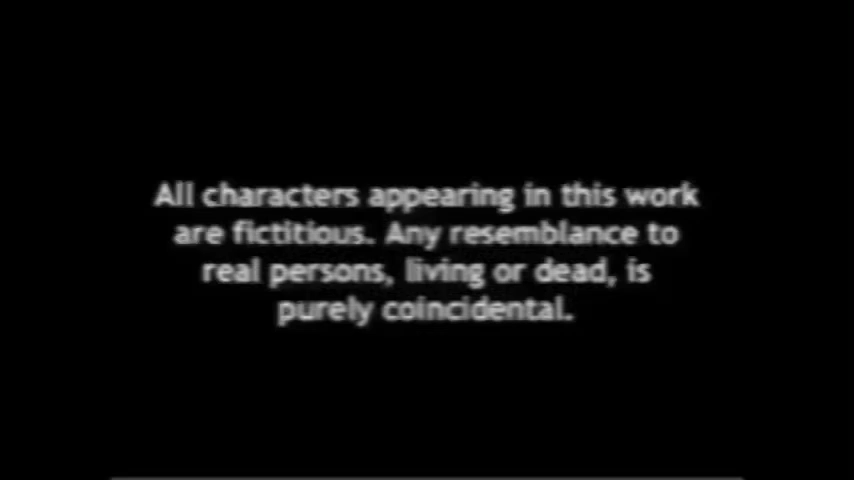 All characters appearing in this work
are fictitious. Any resemblance to
real persons, living or dead, is
purely coincidental.